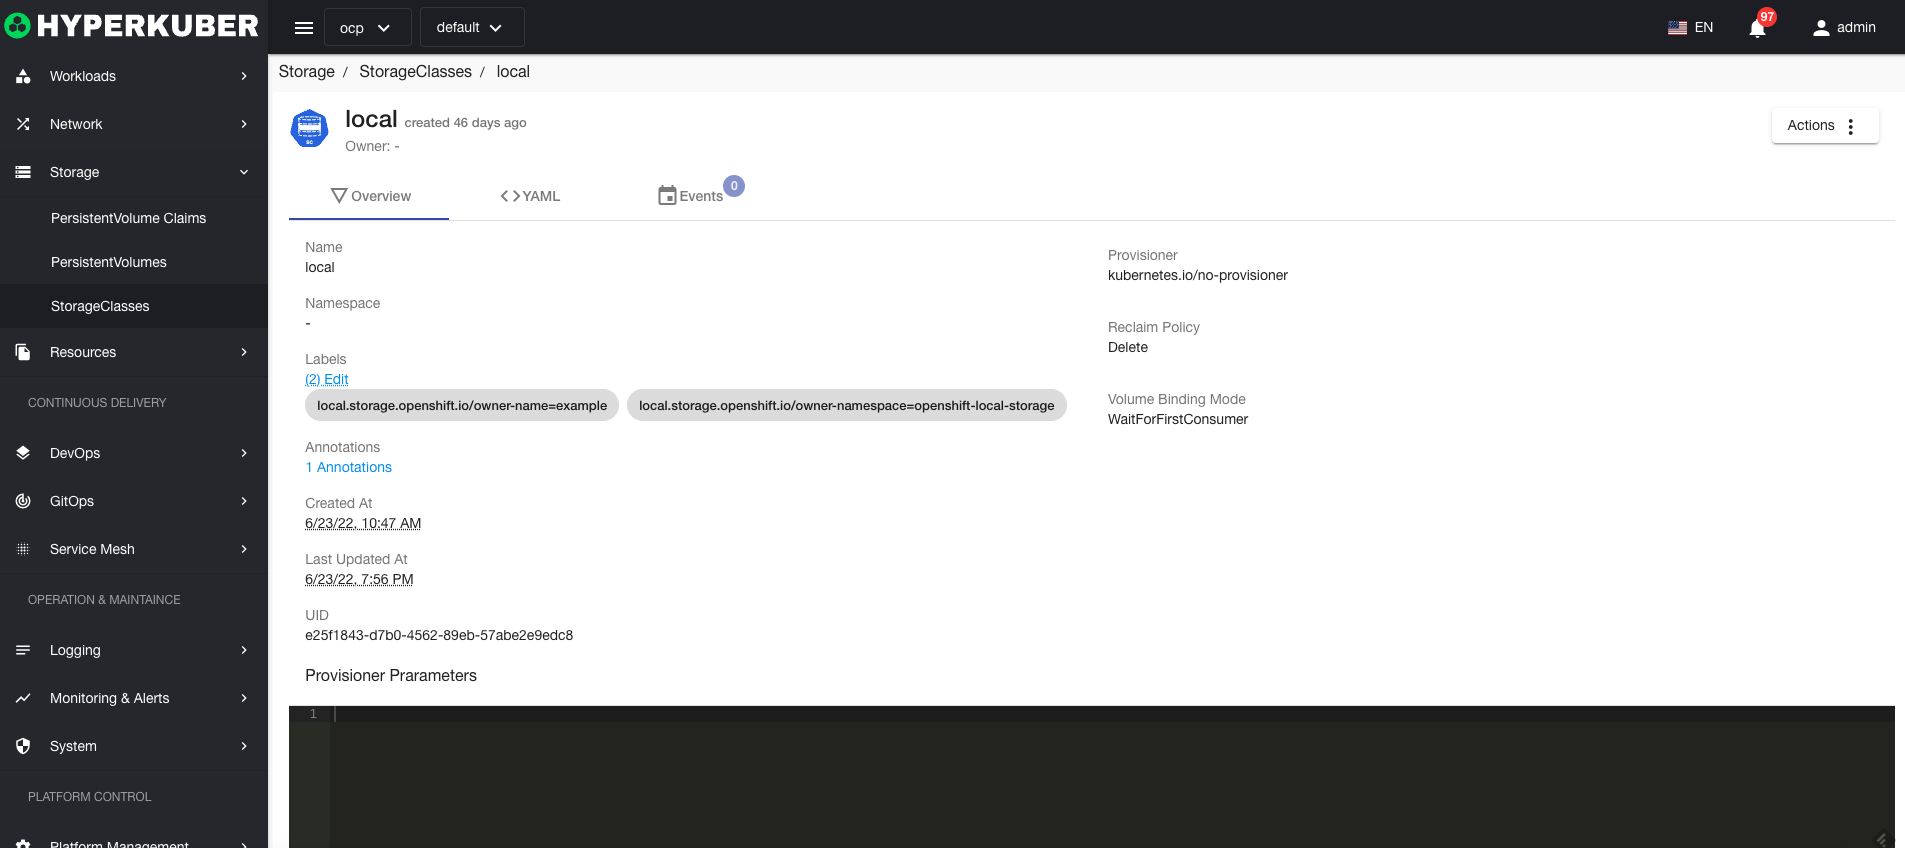 HYPERKUBER
ocp
default
EN
97
admin
Workloads
Network
Storage
PersistentVolume Claims
PersistentVolumes
StorageClasses
Resources
CONTINUOUS DELIVERY
DevOps
GitOps
Service Mesh
OPERATION & MAINTAINCE
Logging
Monitoring & Alerts
System
PLATFORM CONTROL
Platform Management
Storage / StorageClasses / local
SC
local created 46 days ago
Owner: -
Actions
Overview
YAML
Events 0
Name
local
Namespace
-
Labels
(2) Edit
local.storage.openshift.io/owner-name=example local.storage.openshift.io/owner-namespace=openshift-local-storage
Annotations
1 Annotations
Created At
6/23/22, 10:47 AM
Last Updated At
6/23/22, 7:56 PM
UID
e25f1843-d7b0-4562-89eb-57abe2e9edc8
Provisioner
kubernetes.io/no-provisioner
Reclaim Policy
Delete
Volume Binding Mode
WaitForFirstConsumer
Provisioner Prarameters
1